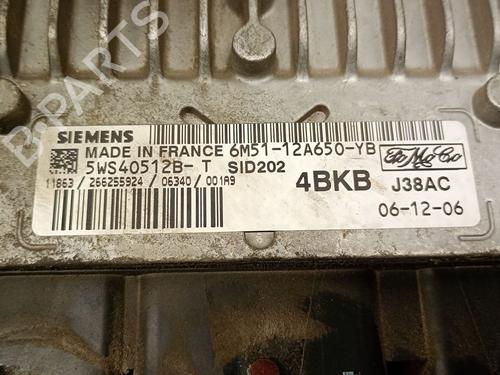 B-PARTS
SIEMENS
MADE IN FRANCE 6M51-12A650-YB
5WS40512B- T SID202
11863 / 266255924 / 06340 / 001A9
4BKB
FoMoCo
J38AC
06-12-06